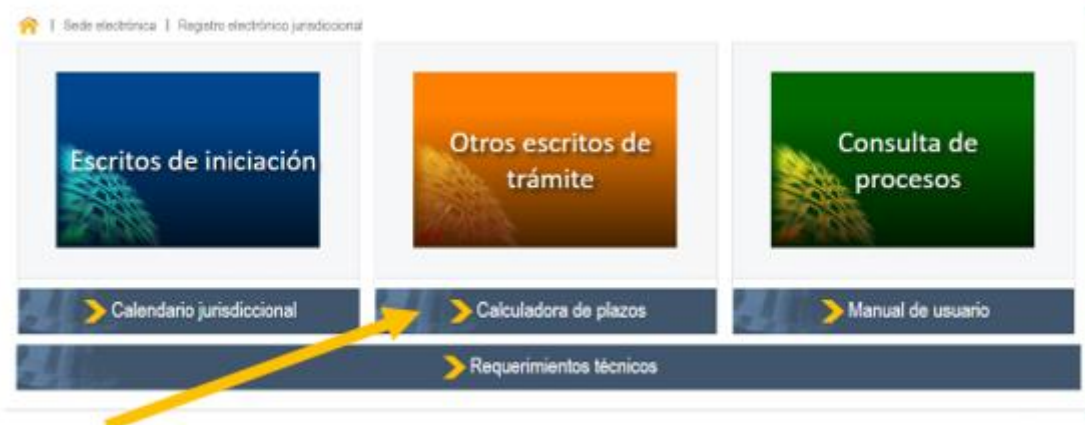 | Sede electrónica | Registro electrónico jurisdiccional
Escritos de iniciación
Otros escritos de
trámite
Consulta de
procesos
Calendario jurisdiccional
Calculadora de plazos
Manual de usuario
Requerimientos técnicos